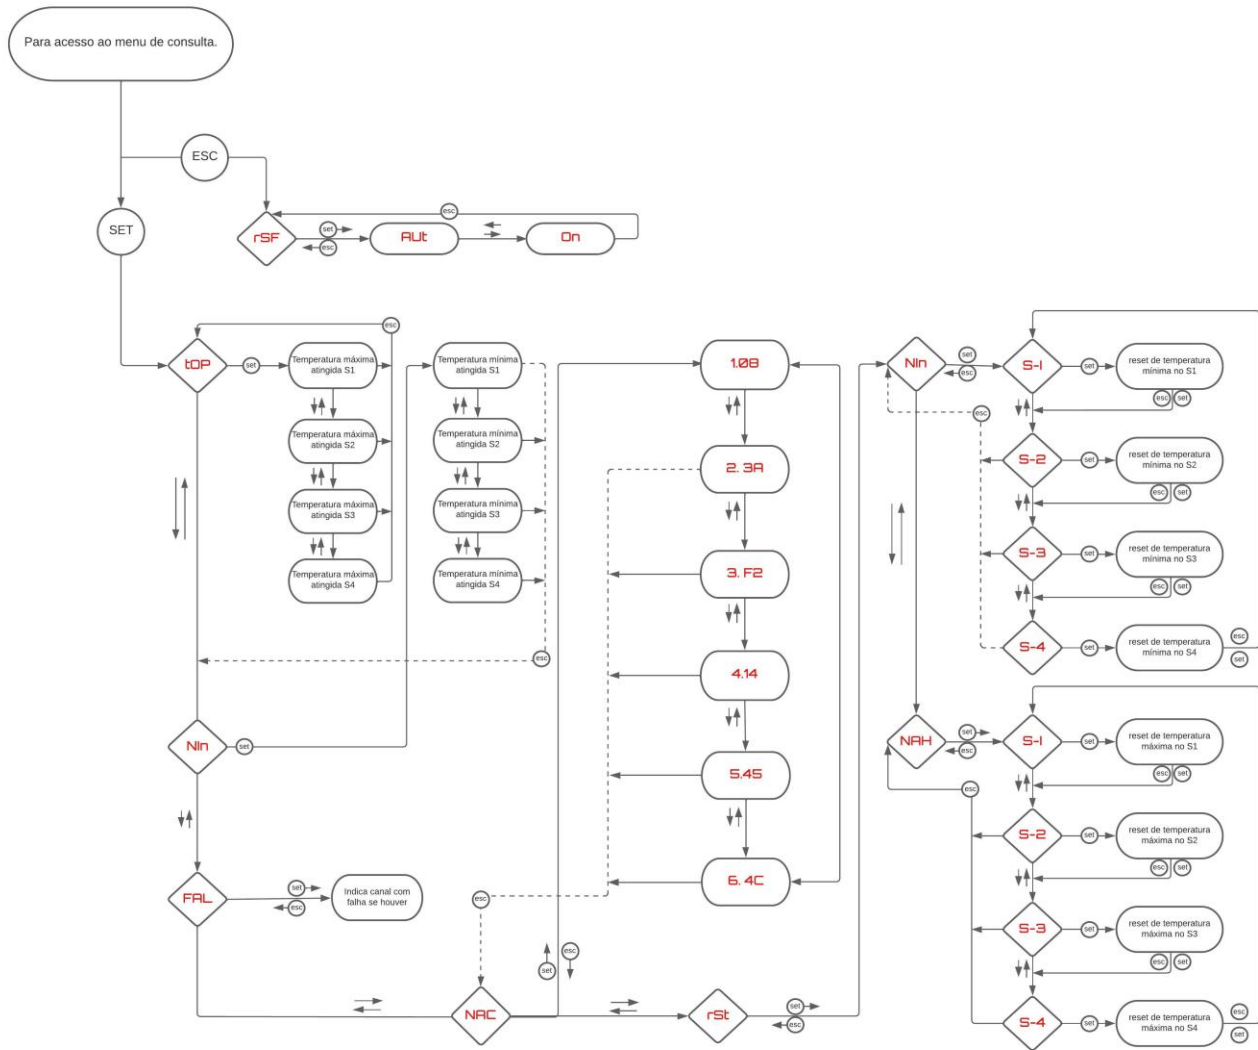 Para acesso ao menu de consulta.
ESC
SET
esc
rSF
set
esc
AUt
On
esc
tOP
set
Temperatura máxima
atingida S1
Temperatura máxima
atingida S2
Temperatura máxima
atingida S3
Temperatura máxima
atingida S4
Temperatura mínima
atingida S1
Temperatura mínima
atingida S2
Temperatura mínima
atingida S3
Temperatura mínima
atingida S4
esc
NIn
set
FAL
set
esc
Indica canal com
falha se houver
esc
NAC
set
esc
1.0B
2. 3A
3. F2
4.14
5.45
6. 4C
rSt
set
esc
NIn
set
esc
esc
S-1
set
reset de temperatura
mínima no S1
esc set
S-2
set
reset de temperatura
mínima no S2
esc set
S-3
set
reset de temperatura
mínima no S3
esc set
S-4
set
reset de temperatura
mínima no S4
esc
set
NAH
set
esc
esc
S-1
set
reset de temperatura
máxima no S1
esc set
S-2
set
reset de temperatura
máxima no S2
esc set
S-3
set
reset de temperatura
máxima no S3
esc set
S-4
set
reset de temperatura
máxima no S4
esc
set